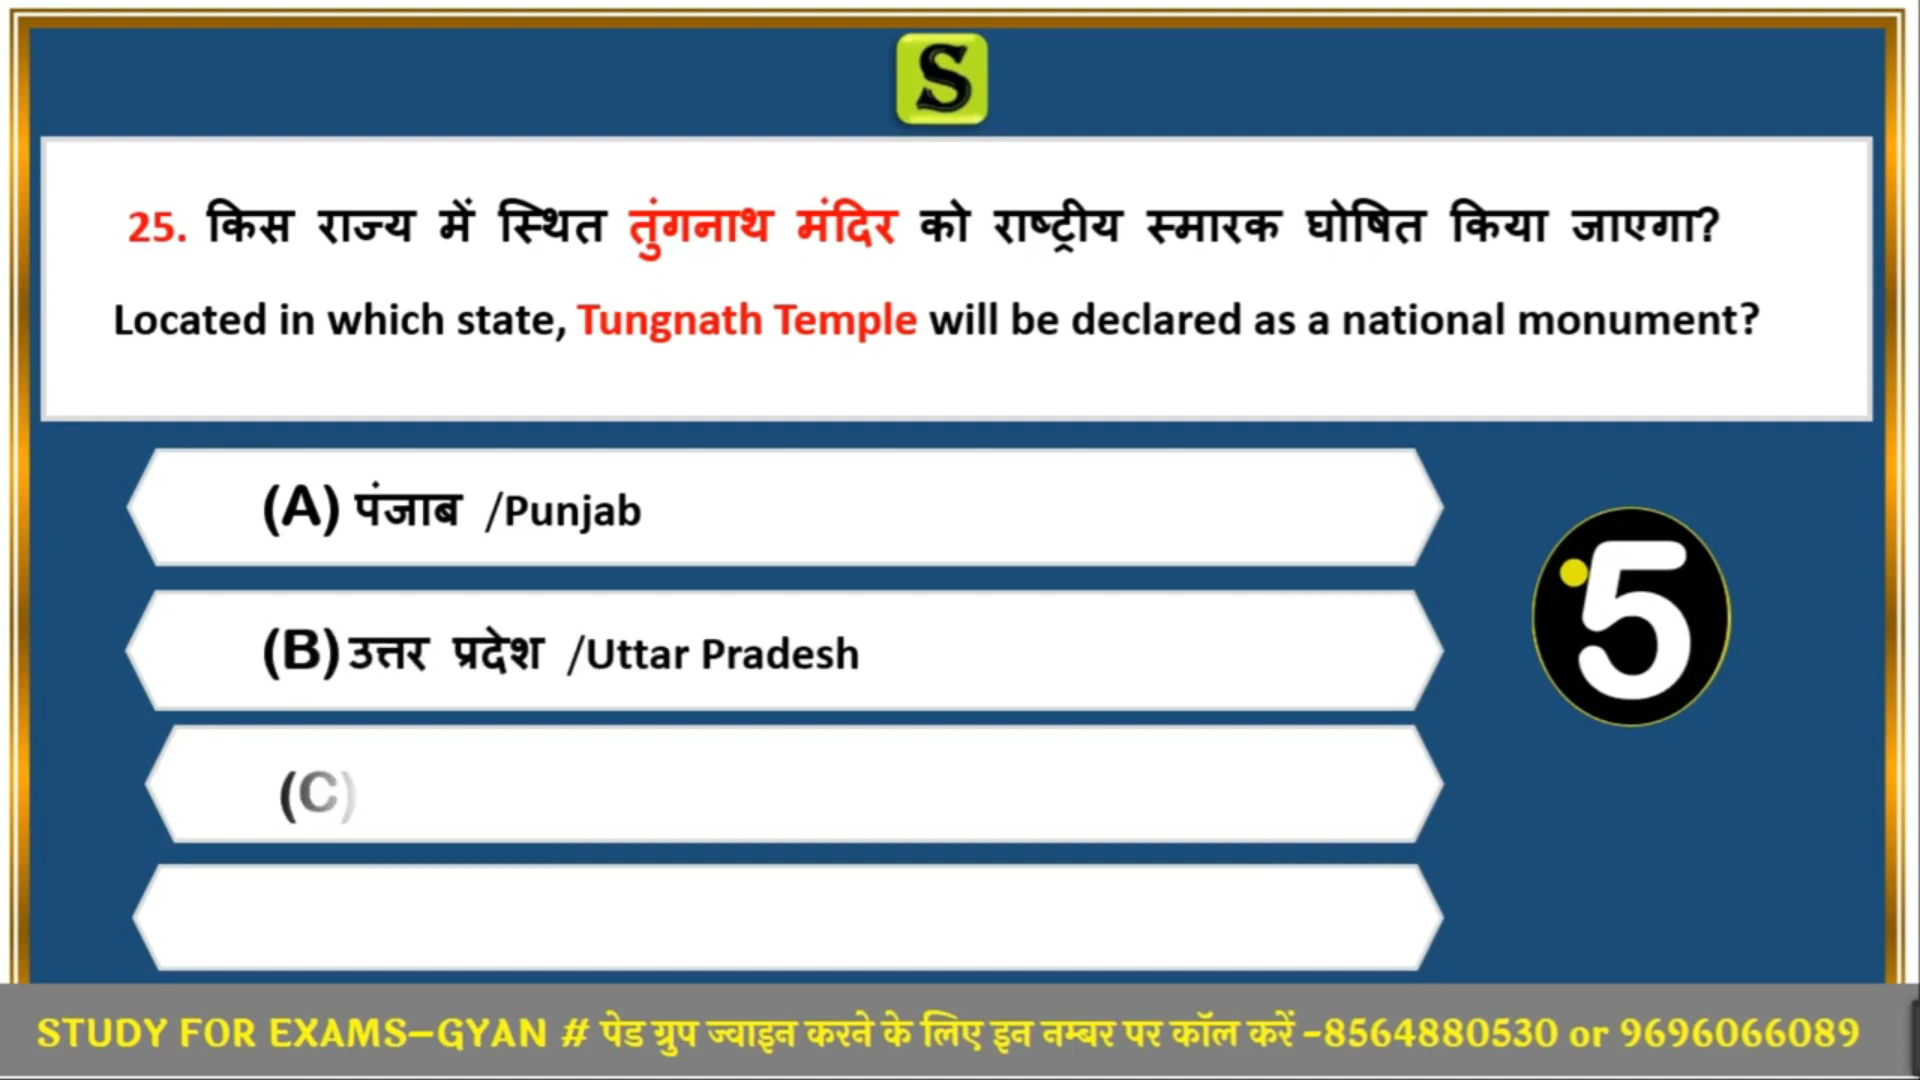 S
25. किस राज्य में स्थित तुंगनाथ मंदिर को राष्ट्रीय स्मारक घोषित किया जाएगा?
Located in which state, Tungnath Temple will be declared as a national monument?
(A) पंजाब /Punjab
(B) उत्तर प्रदेश /Uttar Pradesh
5
(C)
STUDY FOR EXAMS–GYAN # पेड ग्रुप ज्वाइन करने के लिए इन नम्बर पर कॉल करें –8564880530 or 9696066089